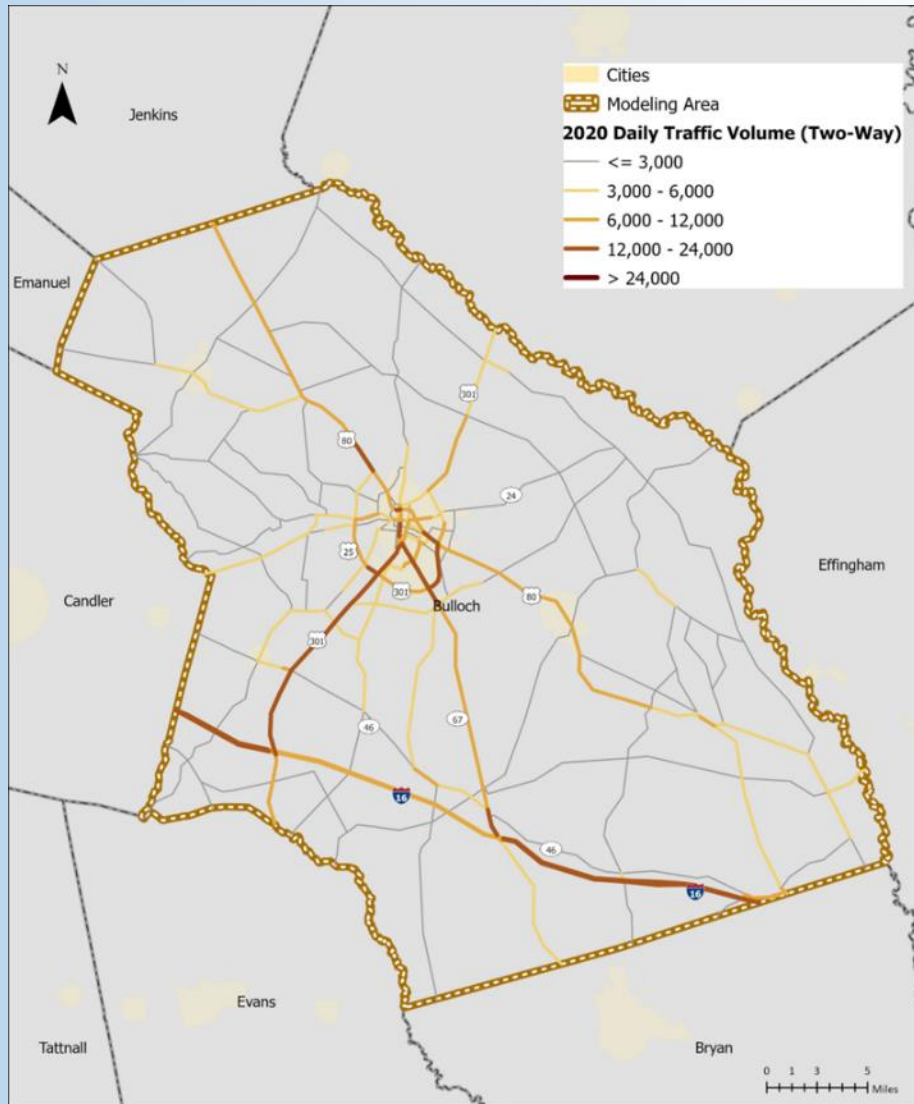 N
Cities
Modeling Area
2020 Daily Traffic Volume (Two-Way)
<= 3,000
3,000 - 6,000
6,000 - 12,000
12,000 - 24,000
> 24,000
Jenkins
Emanuel
301
80
24
25
301
80
Effingham
Candler
Bulloch
301
46
67
16
46
16
Evans
Tattnall
Bryan
0 1 3 5
Miles